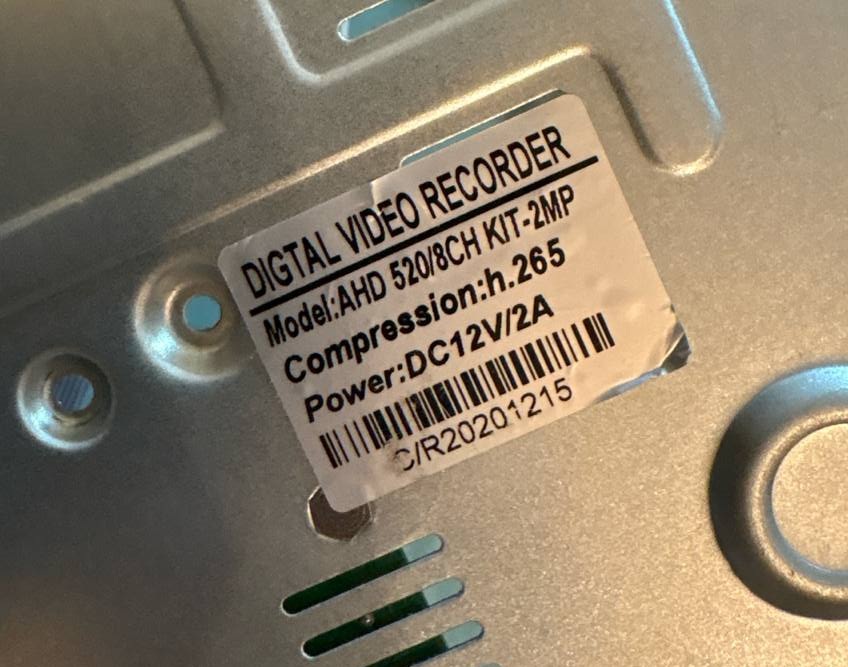 DIGTAL VIDEO RECORDER
Model:AHD 520/8CH KIT-2MP
Compression:h.265
Power:DC12V/2A
C/R20201215